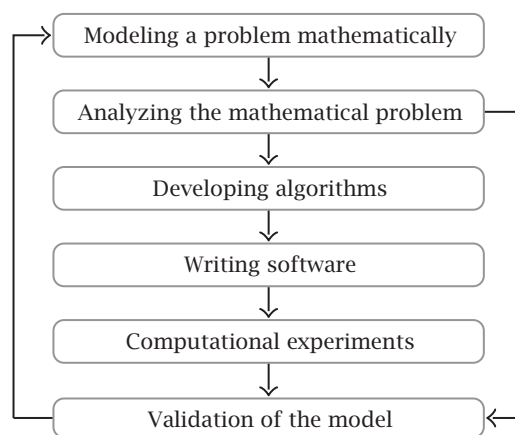 Modeling a problem mathematically
Analyzing the mathematical problem
Developing algorithms
Writing software
Computational experiments
Validation of the model